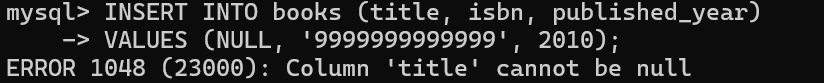 mysql> INSERT INTO books (title, isbn, published_year)
    -> VALUES (NULL, '9999999999999', 2010);
ERROR 1048 (23000): Column 'title' cannot be null